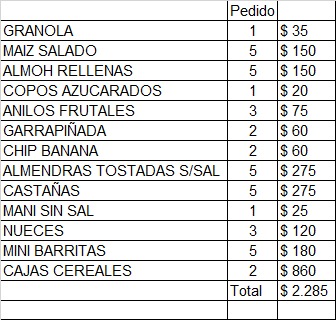 Pedido
GRANOLA 1 $ 35
MAIZ SALADO 5 $ 150
ALMOH RELLENAS 5 $ 150
COPOS AZUCARADOS 1 $ 20
ANILOS FRUTALES 3 $ 75
GARRAPIÑADA 2 $ 60
CHIP BANANA 2 $ 60
ALMENDRAS TOSTADAS S/SAL 5 $ 275
CASTAÑAS 5 $ 275
MANI SIN SAL 1 $ 25
NUECES 3 $ 120
MINI BARRITAS 5 $ 180
CAJAS CEREALES 2 $ 860
Total $ 2.285